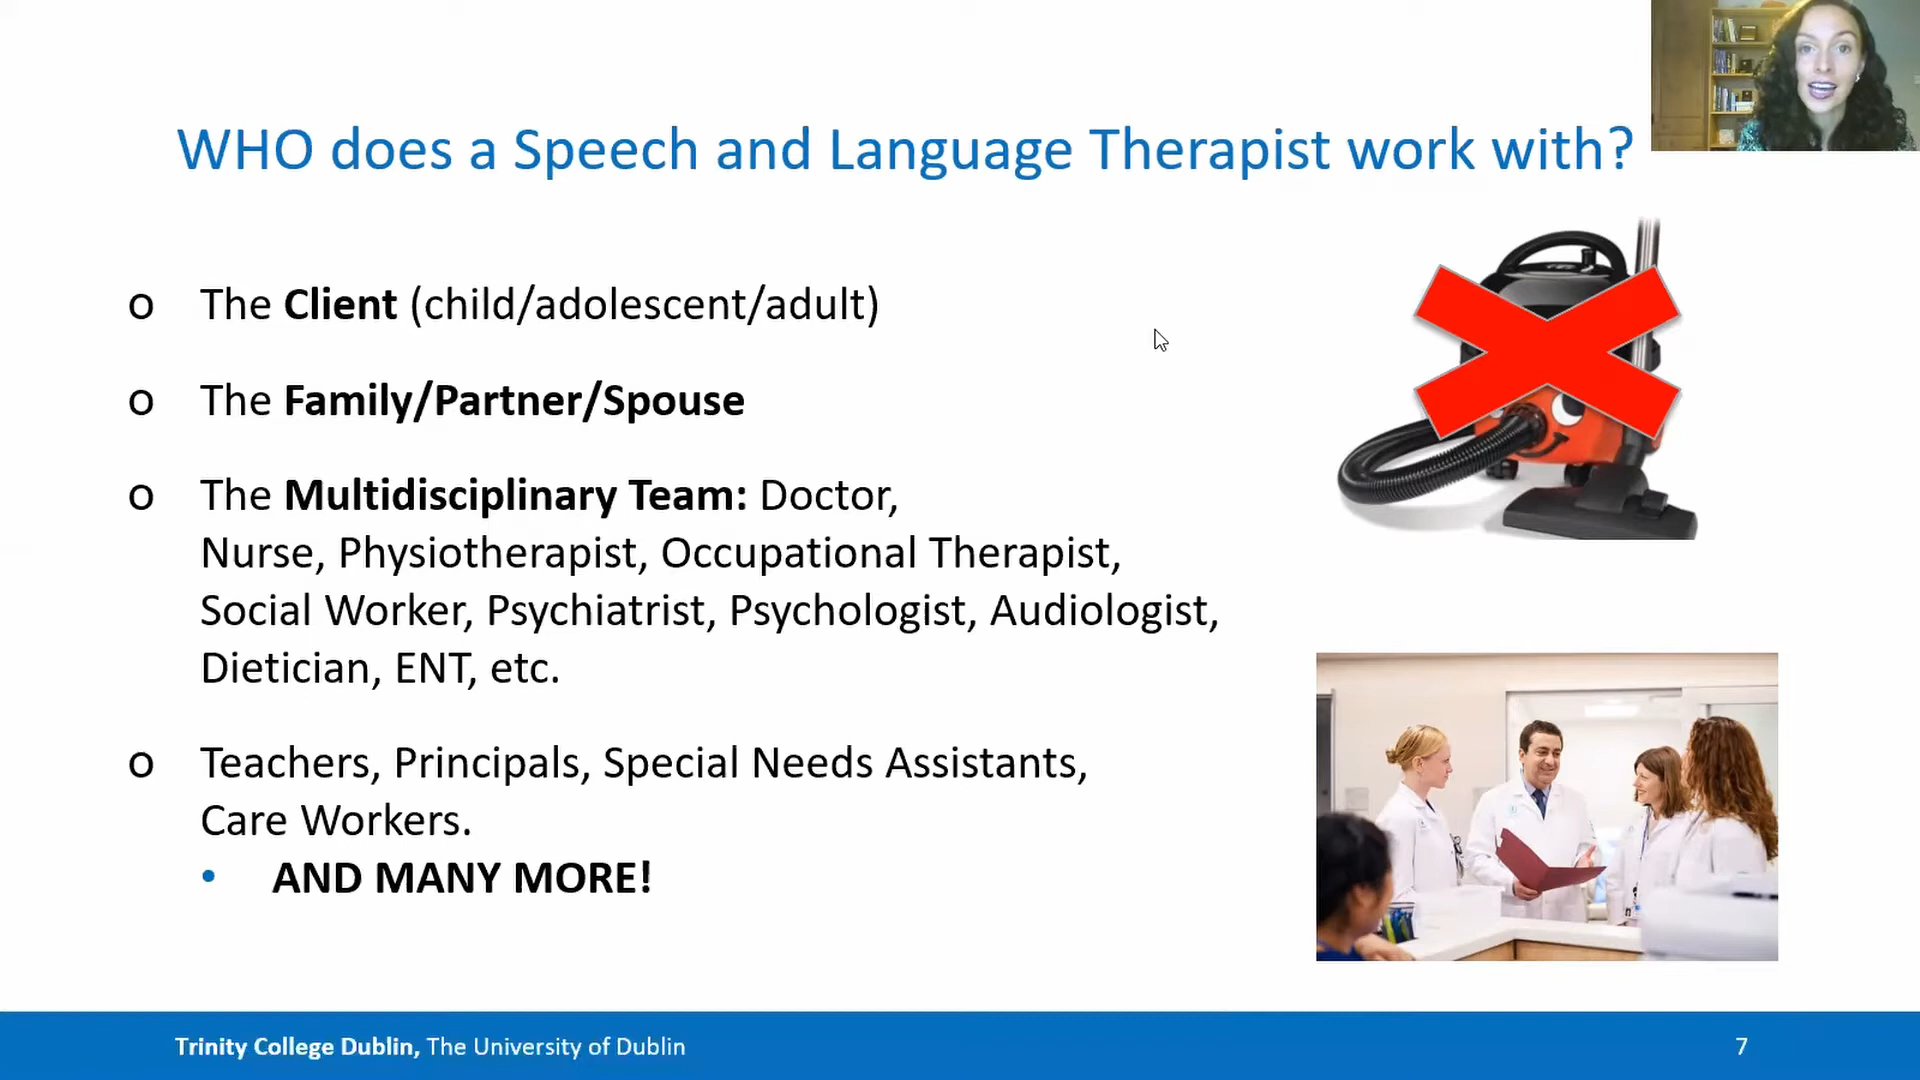 WHO does a Speech and Language Therapist work with?
o The Client (child/adolescent/adult)
o The Family/Partner/Spouse
o The Multidisciplinary Team: Doctor,
Nurse, Physiotherapist, Occupational Therapist,
Social Worker, Psychiatrist, Psychologist, Audiologist,
Dietician, ENT, etc.
o Teachers, Principals, Special Needs Assistants,
Care Workers.
• AND MANY MORE!
Trinity College Dublin, The University of Dublin
7